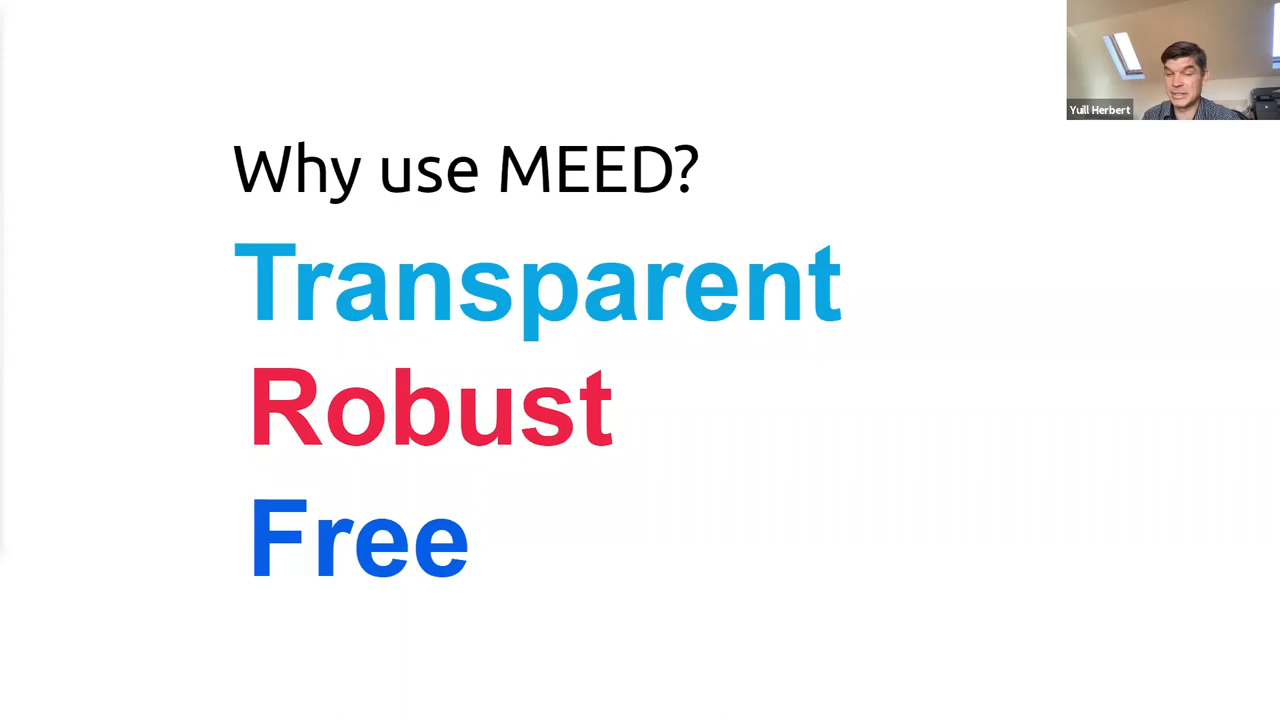 Yuill Herbert
Why use MEED?
Transparent
Robust
Free